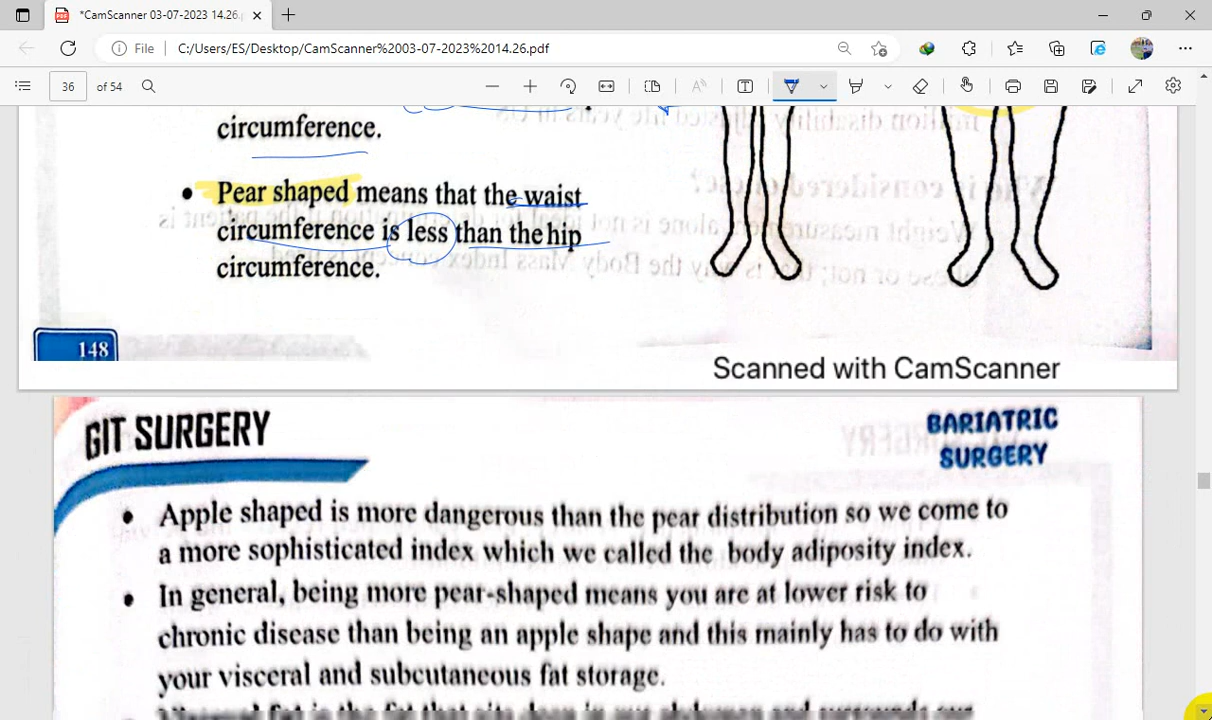 *CamScanner 03-07-2023 14.26.p
File
C:/Users/ES/Desktop/CamScanner%2003-07-2023%2014.26.pdf
36 of 54
circumference.
• Pear shaped means that the waist
circumference is less than the hip
circumference.
148
Scanned with CamScanner
GIT SURGERY
BARIATRIC
SURGERY
• Apple shaped is more dangerous than the pear distribution so we come to
a more sophisticated index which we called the body adiposity index.
• In general, being more pear-shaped means you are at lower risk to
chronic disease than being an apple shape and this mainly has to do with
your visceral and subcutaneous fat storage.